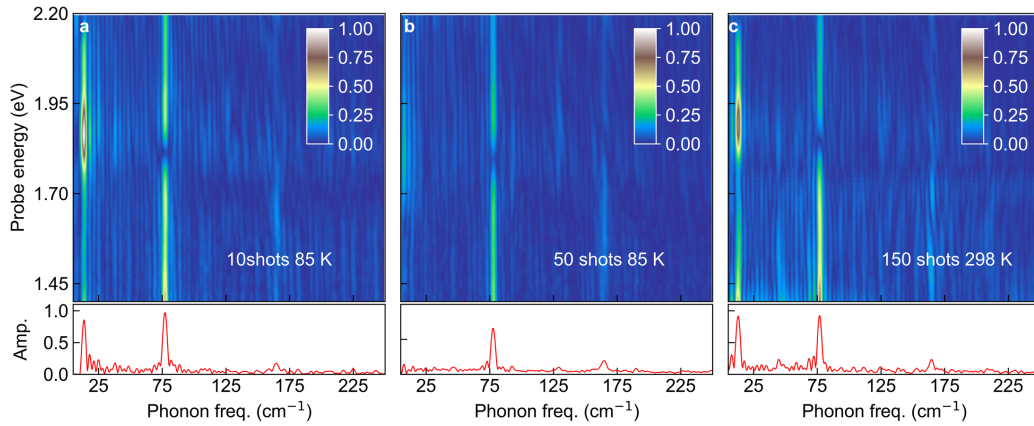 a
b
c
2.20
1.95
1.70
1.45
Probe energy (eV)
1.00
0.75
0.50
0.25
0.00
1.00
0.75
0.50
0.25
0.00
1.00
0.75
0.50
0.25
0.00
10shots 85 K
50 shots 85 K
150 shots 298 K
1.0
0.5
0.0
Amp.
25 75 125 175 225
25 75 125 175 225
25 75 125 175 225
Phonon freq. (cm⁻¹)
Phonon freq. (cm⁻¹)
Phonon freq. (cm⁻¹)